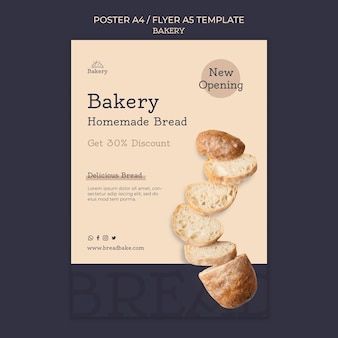 POSTER A4 / FLYER A5 TEMPLATE
BAKERY
Bakery
New
Opening
Bakery
Homemade Bread
Get 30% Discount
Delicious Bread
www.breadbake.com
BREAD